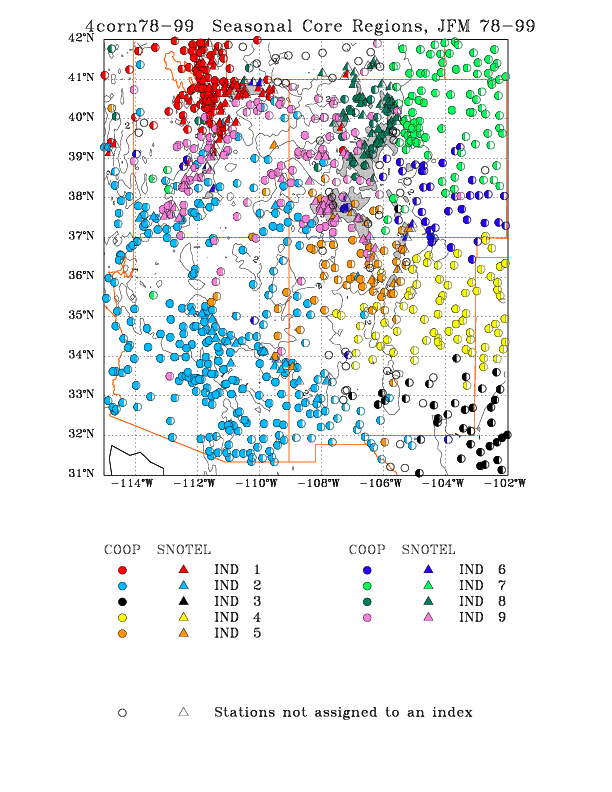 4corn78-99 Seasonal Core Regions, JFM 78-99
42°N
41°N
40°N
39°N
38°N
37°N
36°N
35°N
34°N
33°N
32°N
31°N
-114°W -112°W -110°W -108°W -106°W -104°W -102°W
COOP SNOTEL COOP SNOTEL
IND 1 IND 6
IND 2 IND 7
IND 3 IND 8
IND 4 IND 9
IND 5
Stations not assigned to an index